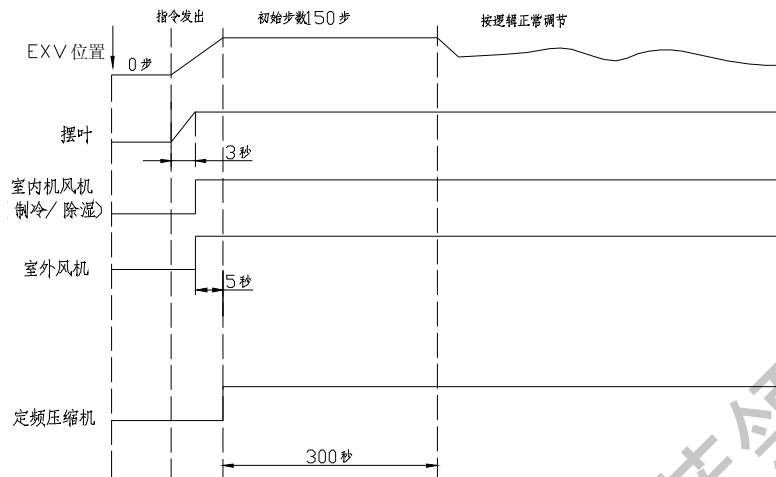 指令发出
初始步数150步
按逻辑正常调节
EXV位置
0步
摆叶
3秒
室内机风机
制冷/ 除湿)
室外风机
5秒
定频压缩机
300秒